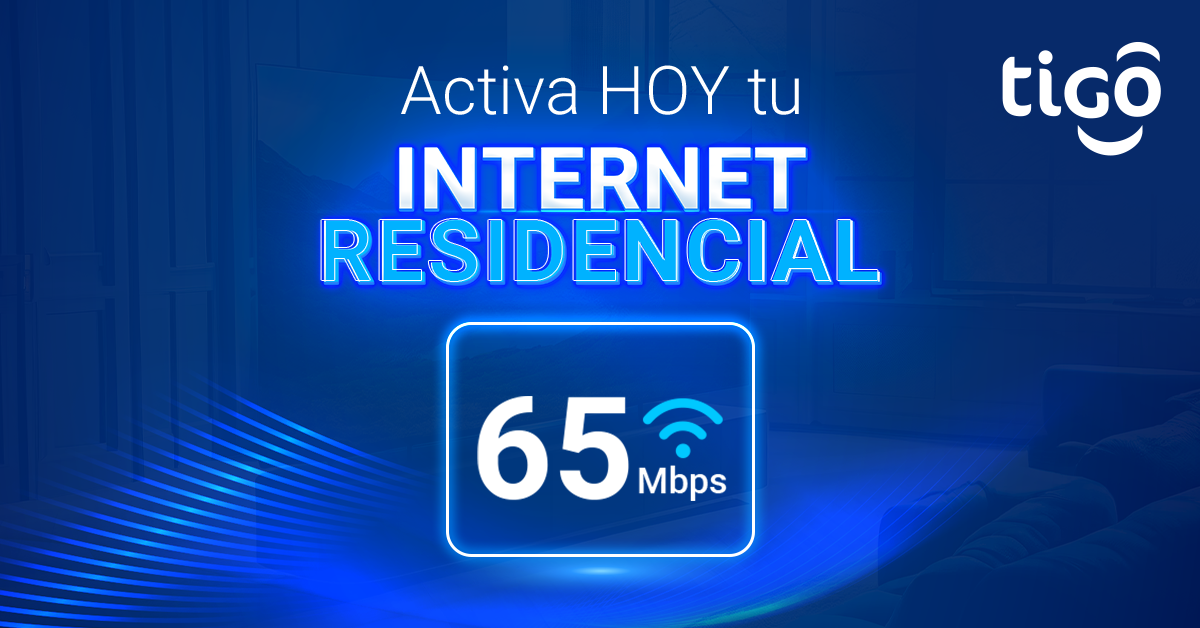 Activa HOY tu
INTERNET
RESIDENCIAL
65 Mbps
tigo